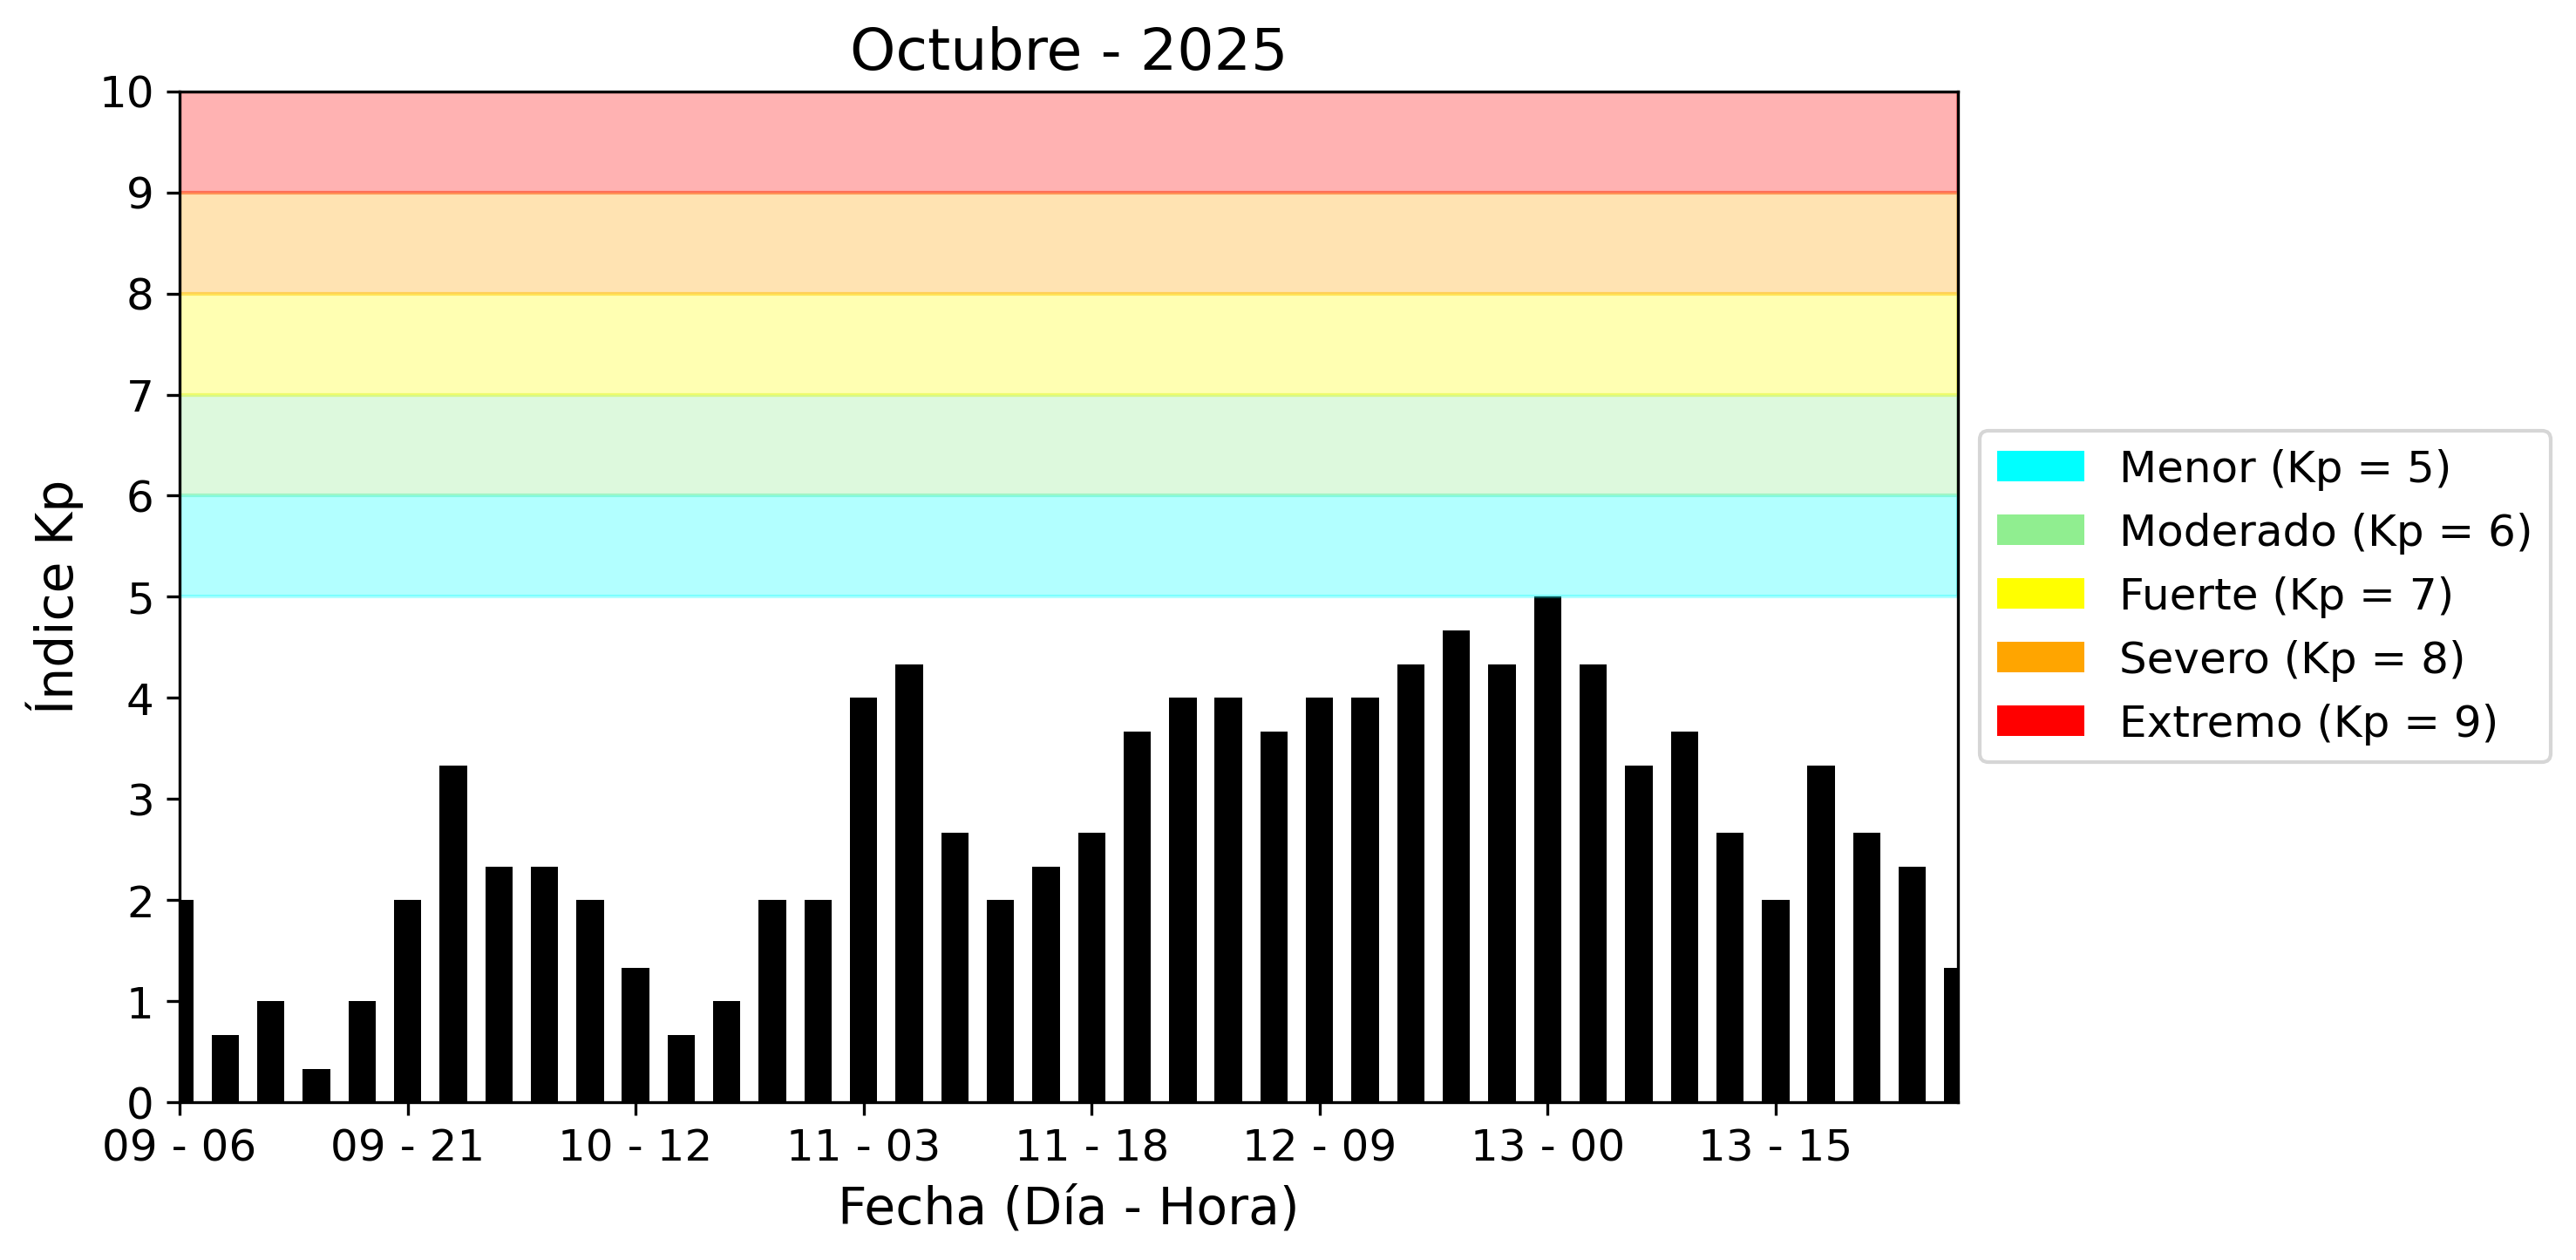 Octubre - 2025
10
9
8
7
6
5
4
3
2
1
0
Índice Kp
09 - 06
09 - 21
10 - 12
11 - 03
11 - 18
12 - 09
13 - 00
13 - 15
Fecha (Día - Hora)
Menor (Kp = 5)
Moderado (Kp = 6)
Fuerte (Kp = 7)
Severo (Kp = 8)
Extremo (Kp = 9)